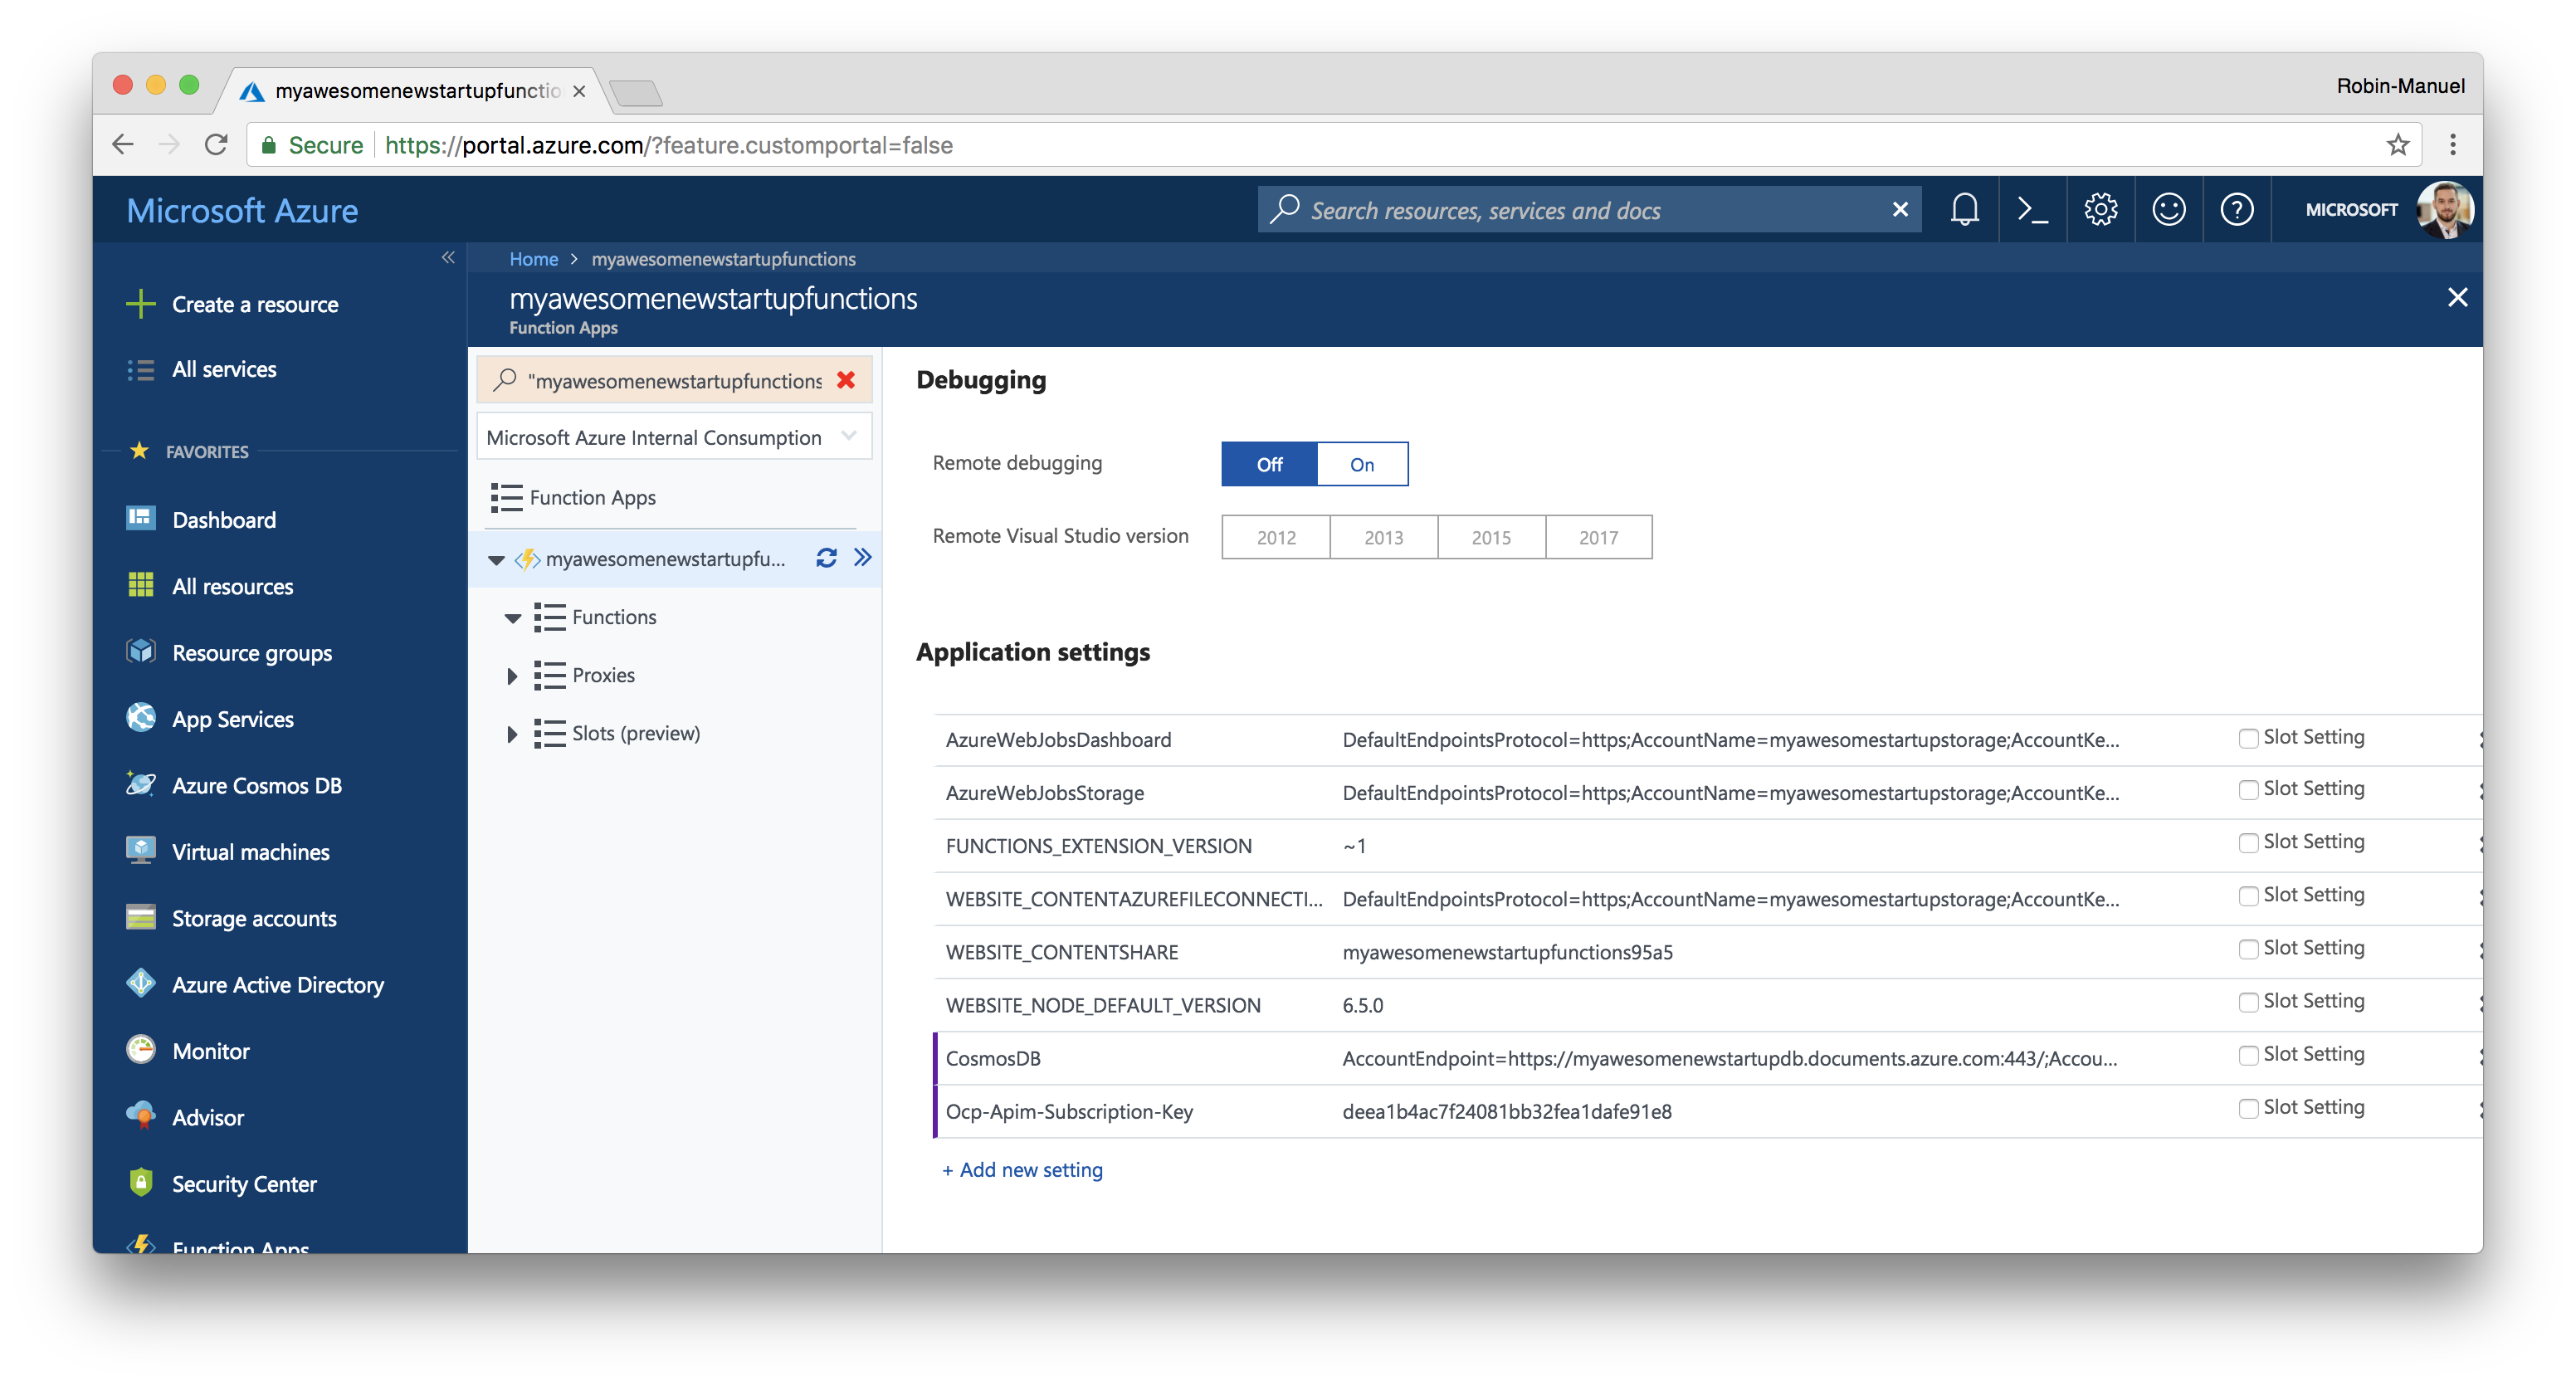 myawesomenewstartupfunctio
Robin-Manuel
Secure https://portal.azure.com/?feature.customportal=false
Microsoft Azure
Search resources, services and docs
MICROSOFT
Create a resource
All services
FAVORITES
Dashboard
All resources
Resource groups
App Services
Azure Cosmos DB
Virtual machines
Storage accounts
Azure Active Directory
Monitor
Advisor
Security Center
Function Apps
Home > myawesomenewstartupfunctions
myawesomenewstartupfunctions
Function Apps
"myawesomenewstartupfunctions
Microsoft Azure Internal Consumption
Function Apps
myawesomenewstartupfu...
Functions
Proxies
Slots (preview)
Debugging
Remote debugging Off On
Remote Visual Studio version 2012 2013 2015 2017
Application settings
AzureWebJobsDashboard DefaultEndpointsProtocol=https;AccountName=myawesomestartupstorage;AccountKe... Slot Setting
AzureWebJobsStorage DefaultEndpointsProtocol=https;AccountName=myawesomestartupstorage;AccountKe... Slot Setting
FUNCTIONS_EXTENSION_VERSION ~1 Slot Setting
WEBSITE_CONTENTAZUREFILECONNECTI... DefaultEndpointsProtocol=https;AccountName=myawesomestartupstorage;AccountKe... Slot Setting
WEBSITE_CONTENTSHARE myawesomenewstartupfunctions95a5 Slot Setting
WEBSITE_NODE_DEFAULT_VERSION 6.5.0 Slot Setting
CosmosDB AccountEndpoint=https://myawesomenewstartupdb.documents.azure.com:443/;Accou... Slot Setting
Ocp-Apim-Subscription-Key deea1b4ac7f24081bb32fea1dafe91e8 Slot Setting
+ Add new setting